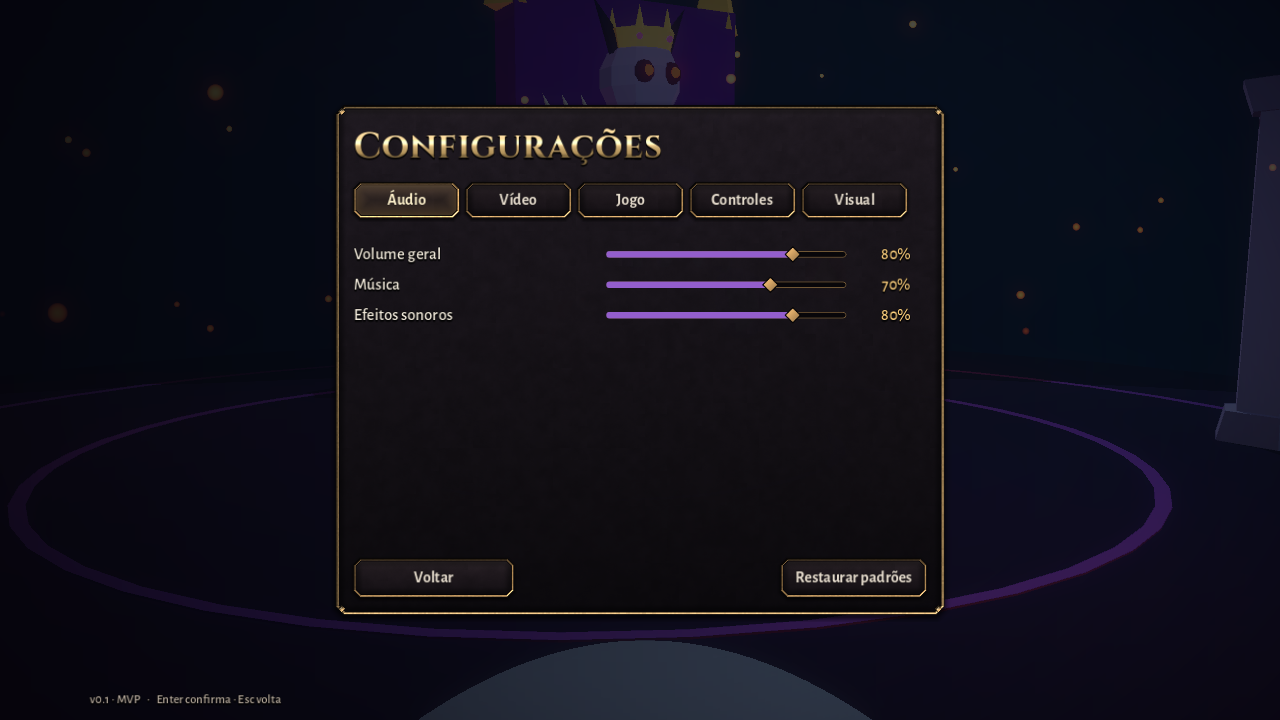 Configurações
Áudio Vídeo Jogo Controles Visual
Volume geral 80%
Música 70%
Efeitos sonoros 80%
Voltar Restaurar padrões
v0.1 · MVP · Enter confirma · Esc volta